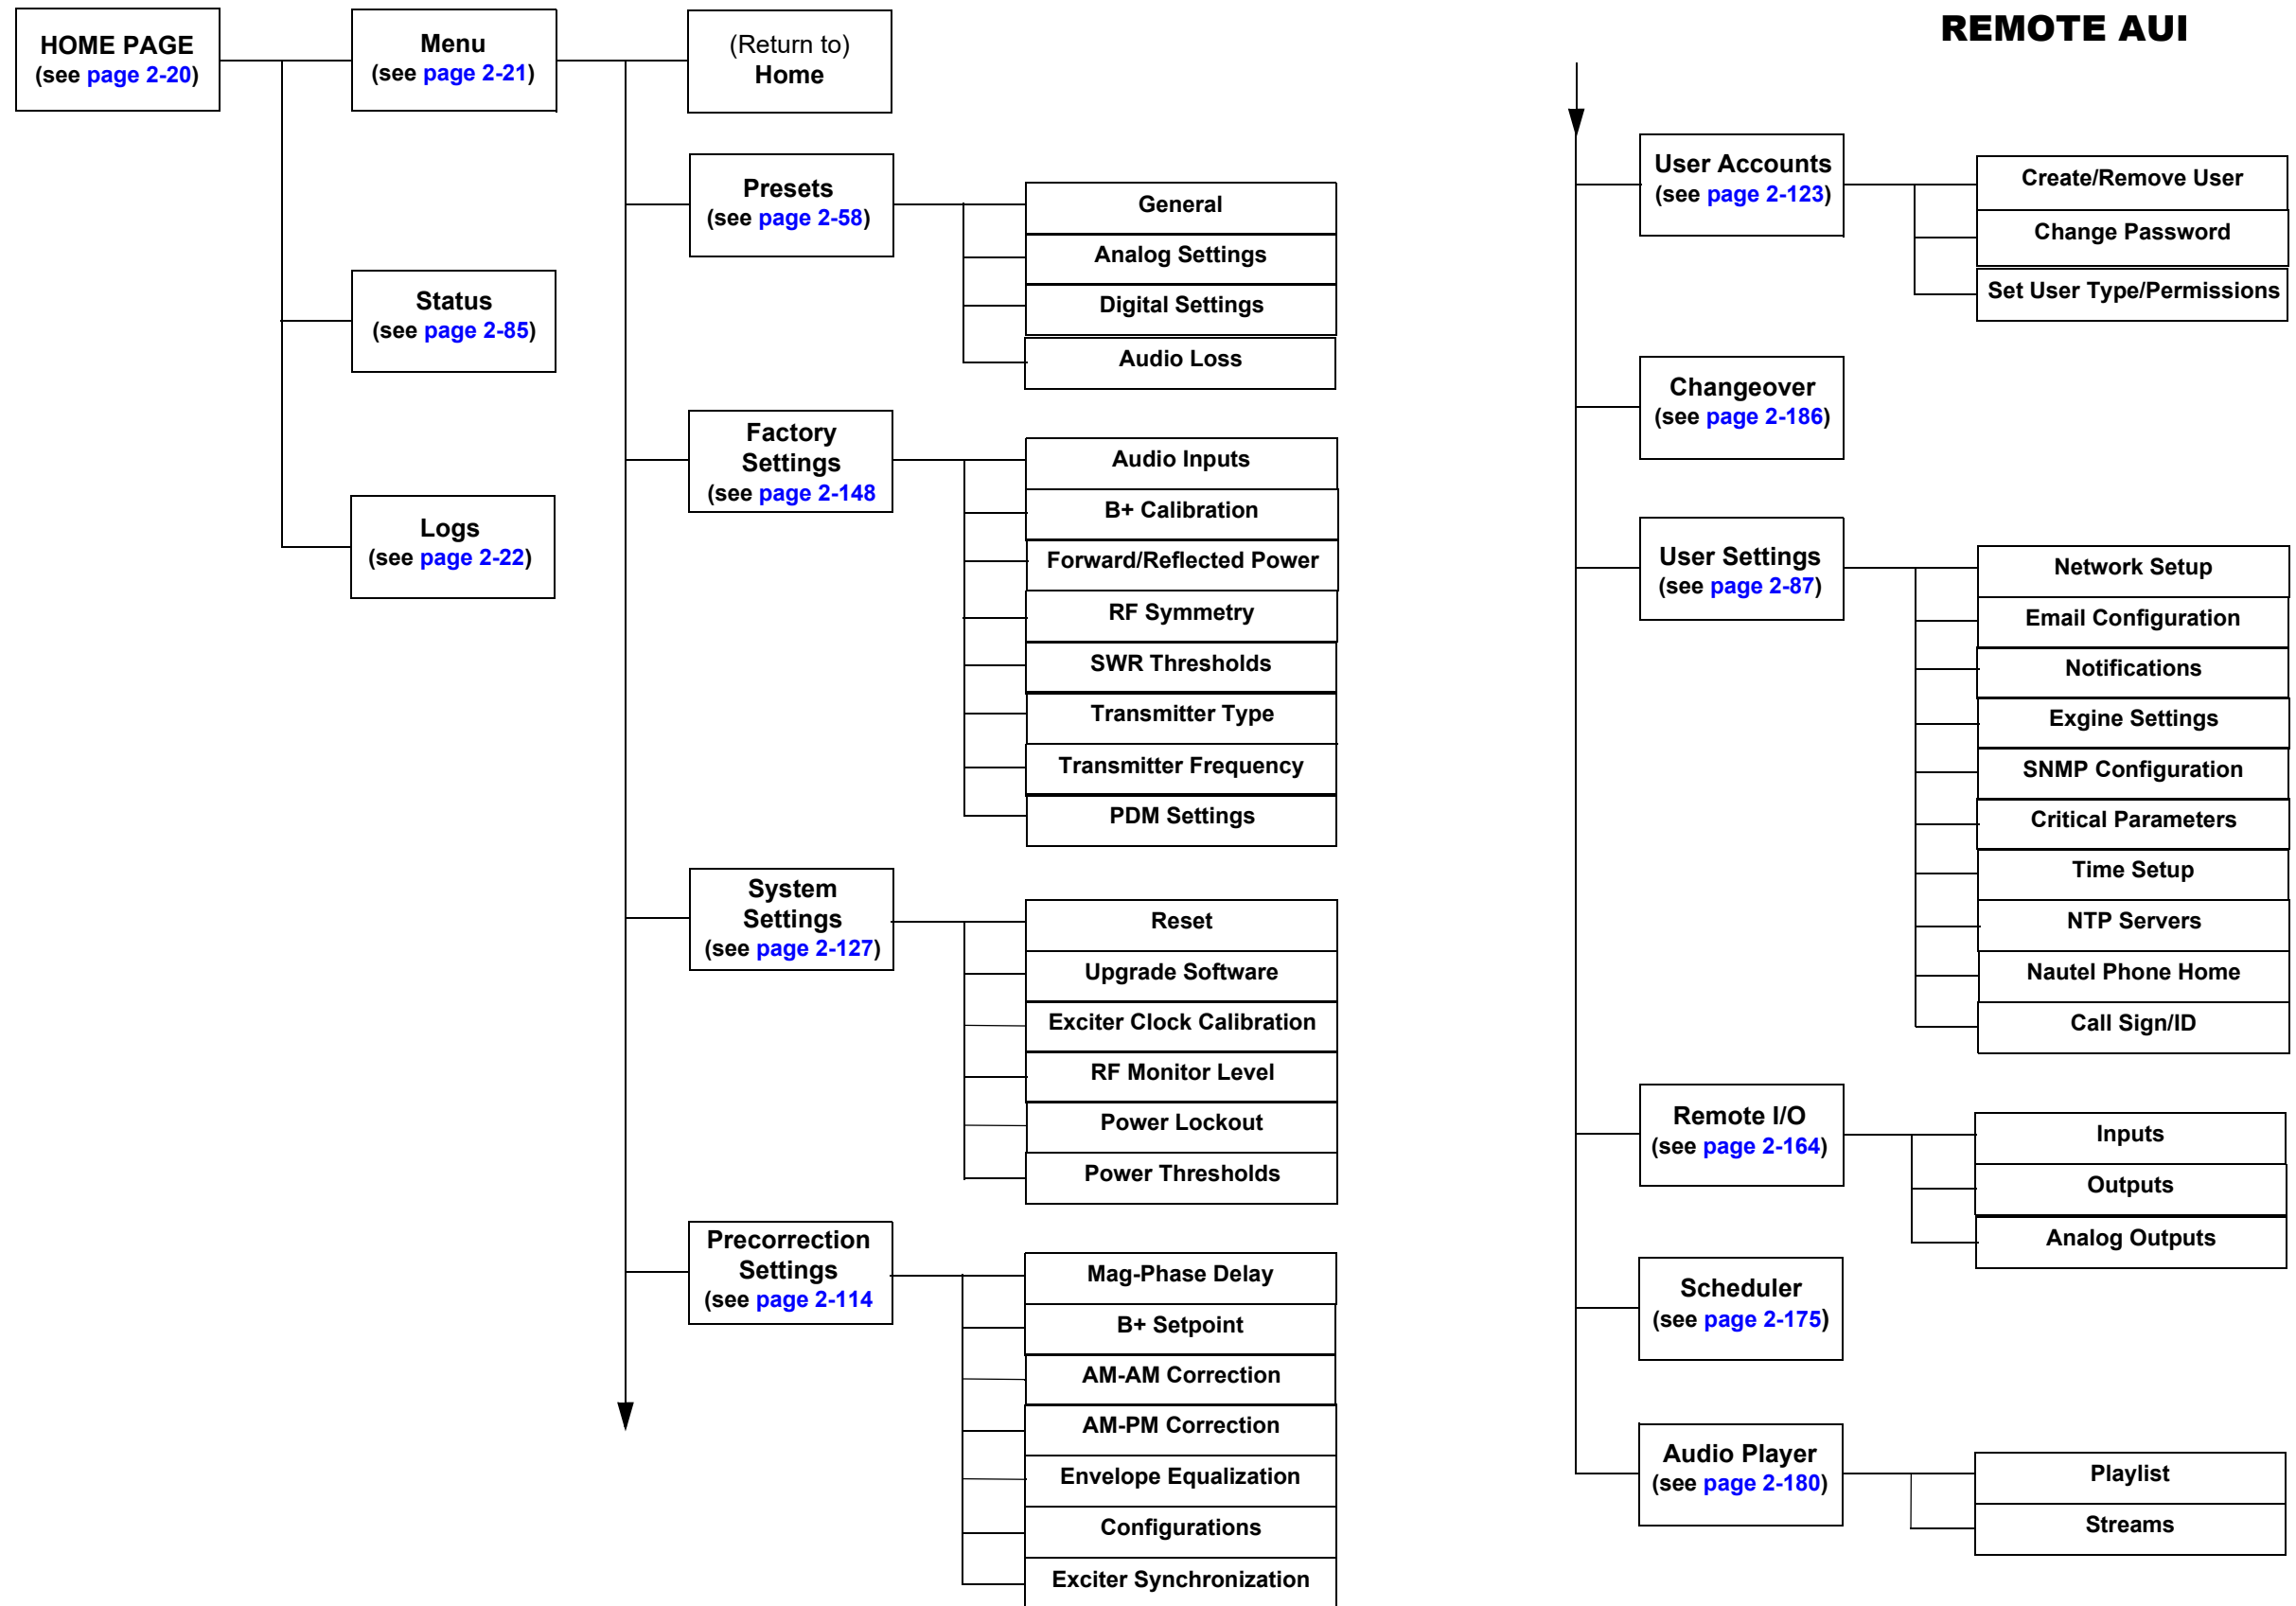 REMOTE AUI
HOME PAGE
(see page 2-20)
Menu
(see page 2-21)
(Return to)
Home
Presets
(see page 2-58)
General
Analog Settings
Digital Settings
Audio Loss
Status
(see page 2-85)
Logs
(see page 2-22)
Factory
Settings
(see page 2-148
Audio Inputs
B+ Calibration
Forward/Reflected Power
RF Symmetry
SWR Thresholds
Transmitter Type
Transmitter Frequency
PDM Settings
System
Settings
(see page 2-127)
Reset
Upgrade Software
Exciter Clock Calibration
RF Monitor Level
Power Lockout
Power Thresholds
Precorrection
Settings
(see page 2-114
Mag-Phase Delay
B+ Setpoint
AM-AM Correction
AM-PM Correction
Envelope Equalization
Configurations
Exciter Synchronization
User Accounts
(see page 2-123)
Create/Remove User
Change Password
Set User Type/Permissions
Changeover
(see page 2-186)
User Settings
(see page 2-87)
Network Setup
Email Configuration
Notifications
Exgine Settings
SNMP Configuration
Critical Parameters
Time Setup
NTP Servers
Nautel Phone Home
Call Sign/ID
Remote I/O
(see page 2-164)
Inputs
Outputs
Analog Outputs
Scheduler
(see page 2-175)
Audio Player
(see page 2-180)
Playlist
Streams